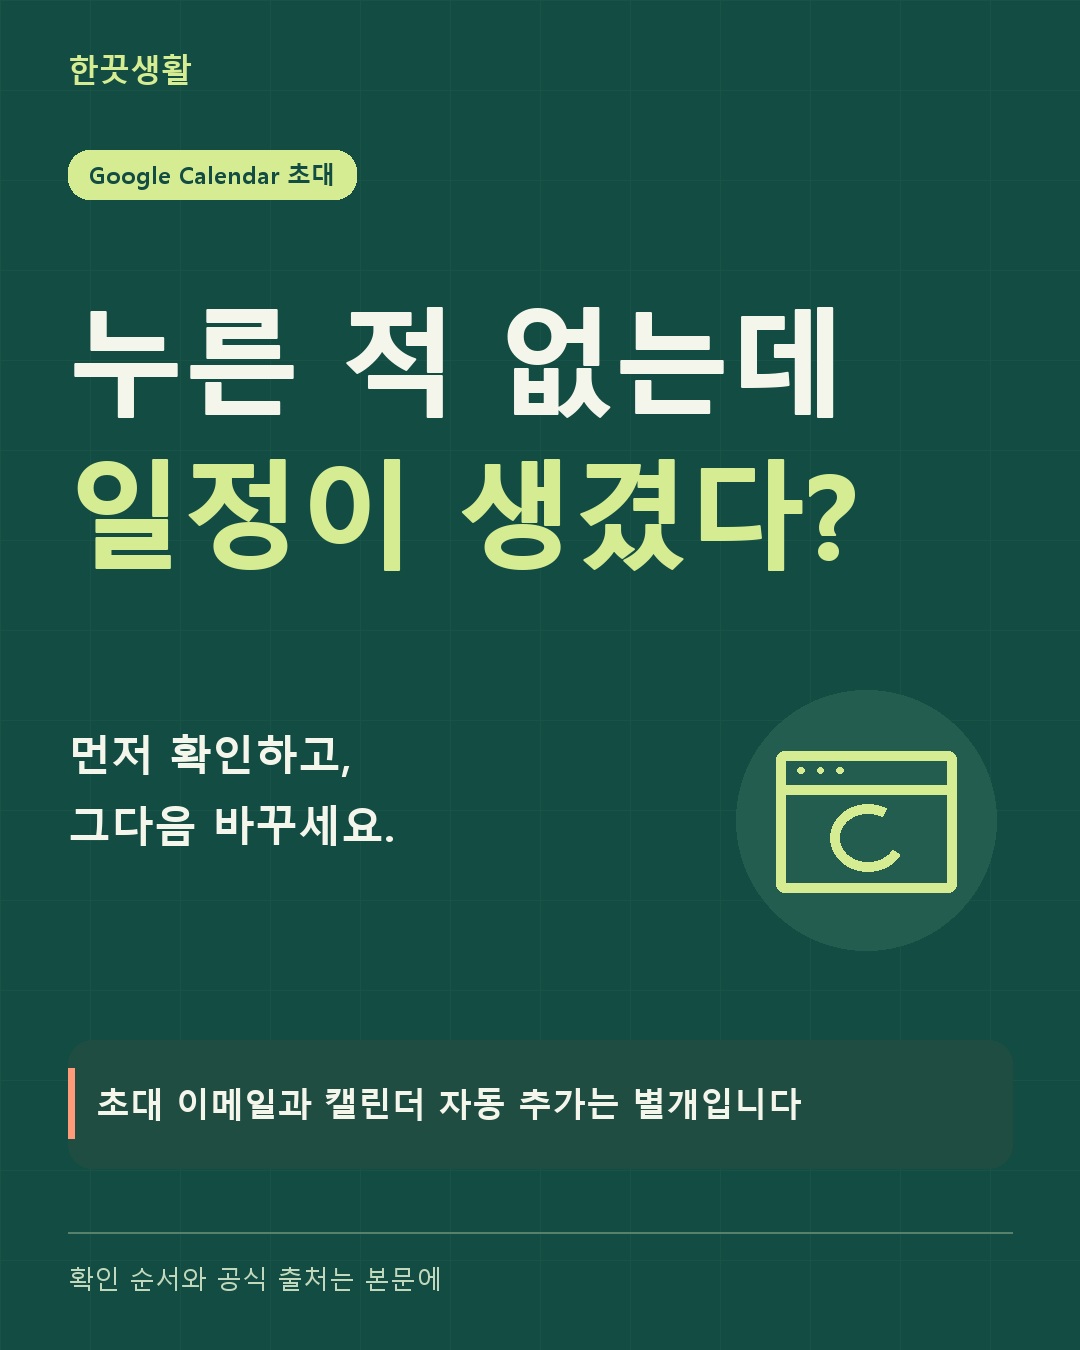 한끗생활
Google Calendar 초대
누른 적 없는데
일정이 생겼다?
먼저 확인하고,
그다음 바꾸세요.
C
초대 이메일과 캘린더 자동 추가는 별개입니다
확인 순서와 공식 출처는 본문에